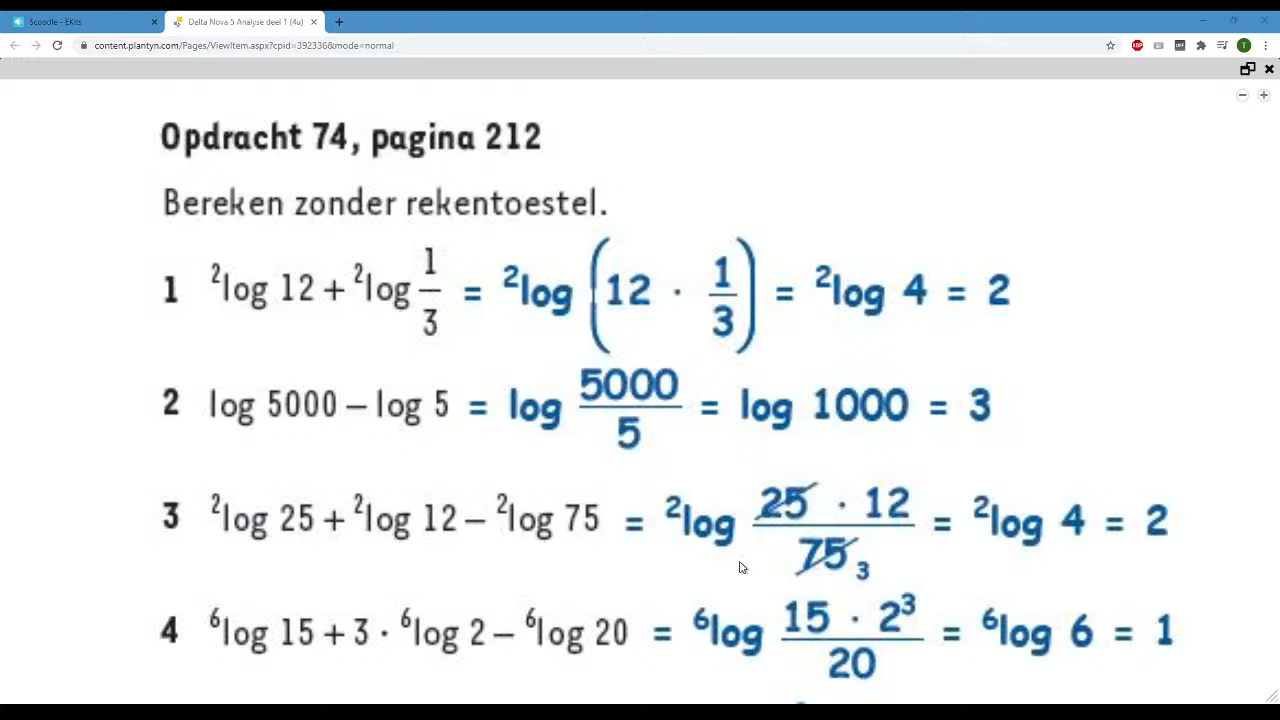 Scoodle - EKits
Delta Nova 5 Analyse deel 1 (4u)
content.plantyn.com/Pages/ViewItem.aspx?cpid=392336&mode=normal
ABP
OFF
T
Opdracht 74, pagina 212
Bereken zonder rekentoestel.
1 ²log 12 + ²log 1/3 = ²log (12 · 1/3) = ²log 4 = 2
2 log 5000 – log 5 = log 5000/5 = log 1000 = 3
3 ²log 25 + ²log 12 – ²log 75 = ²log 25 · 12/75 3 = ²log 4 = 2
4 ⁶log 15 + 3 · ⁶log 2 – ⁶log 20 = ⁶log 15 · 2³/20 = ⁶log 6 = 1